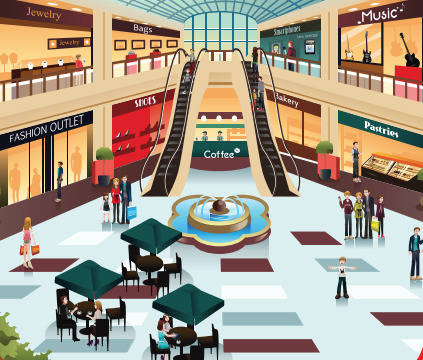 Jewelry
Jewelry
Bags
Smartphones
Music
SHOES
Bakery
FASHION OUTLET
Coffee
Pastries